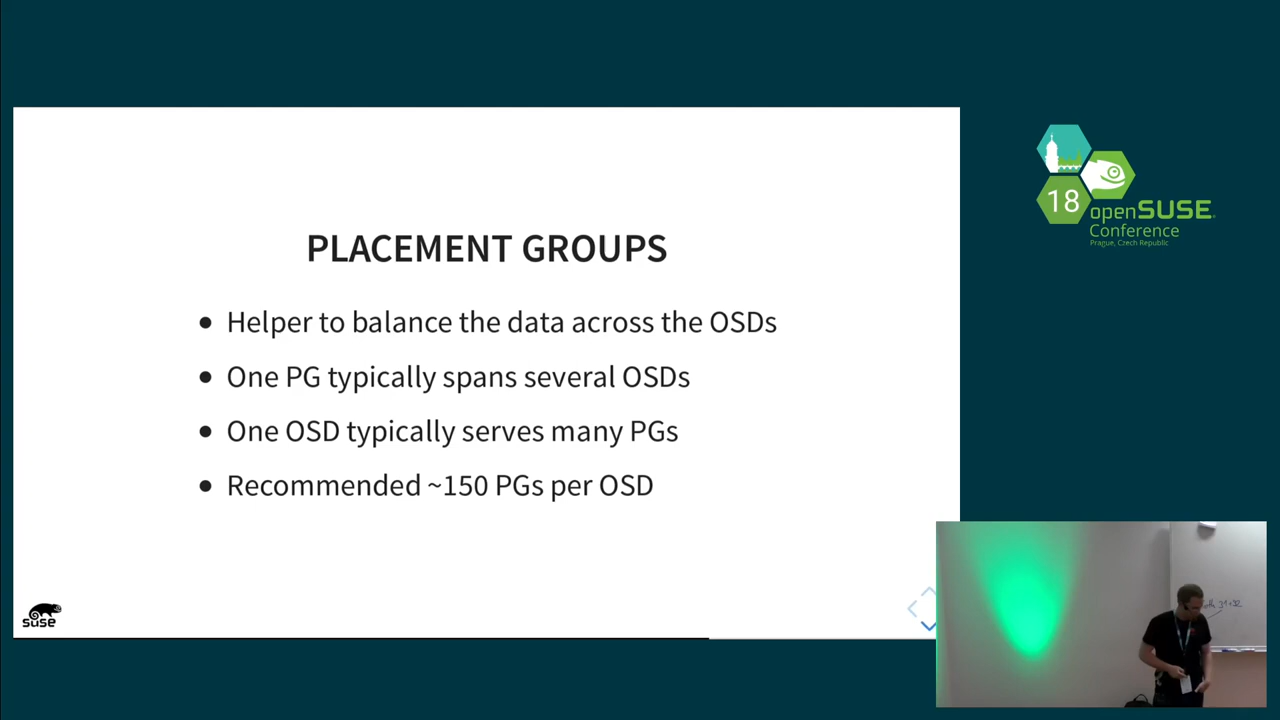 PLACEMENT GROUPS
Helper to balance the data across the OSDs
One PG typically spans several OSDs
One OSD typically serves many PGs
Recommended ~150 PGs per OSD
SUSE
18
openSUSE
Conference
Prague, Czech Republic